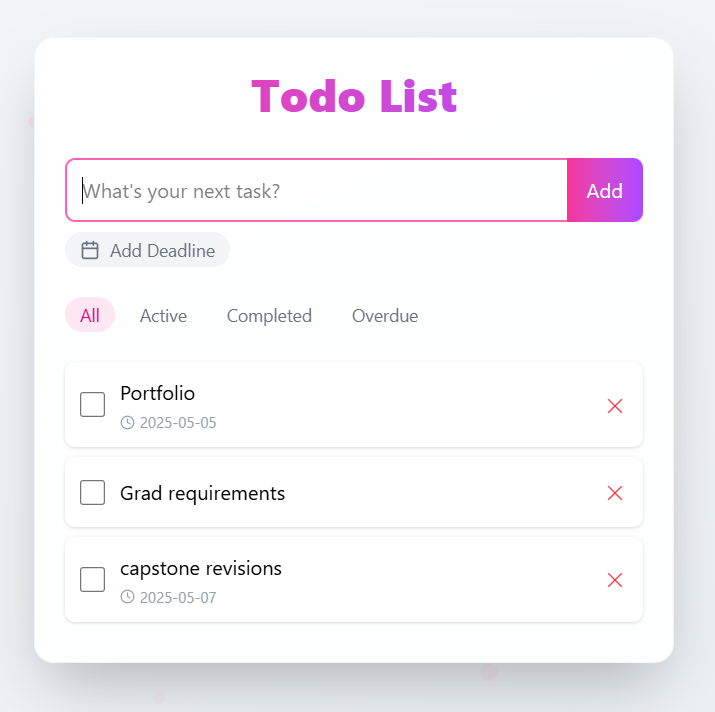 Todo List
What's your next task?
Add
Add Deadline
All Active Completed Overdue
Portfolio
2025-05-05
Grad requirements
capstone revisions
2025-05-07